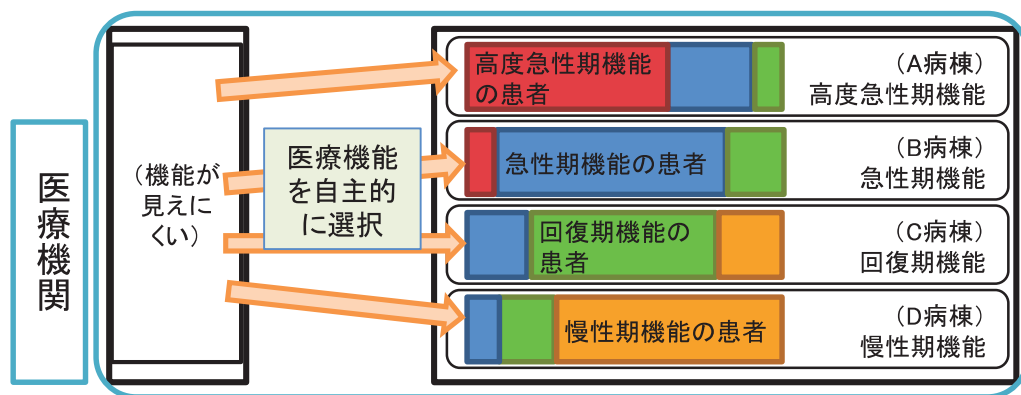 医療機関
(機能が
見えに
くい)
医療機能
を自主的
に選択
高度急性期機能
の患者
(A病棟)
高度急性期機能
急性期機能の患者
(B病棟)
急性期機能
回復期機能の
患者
(C病棟)
回復期機能
慢性期機能の患者
(D病棟)
慢性期機能